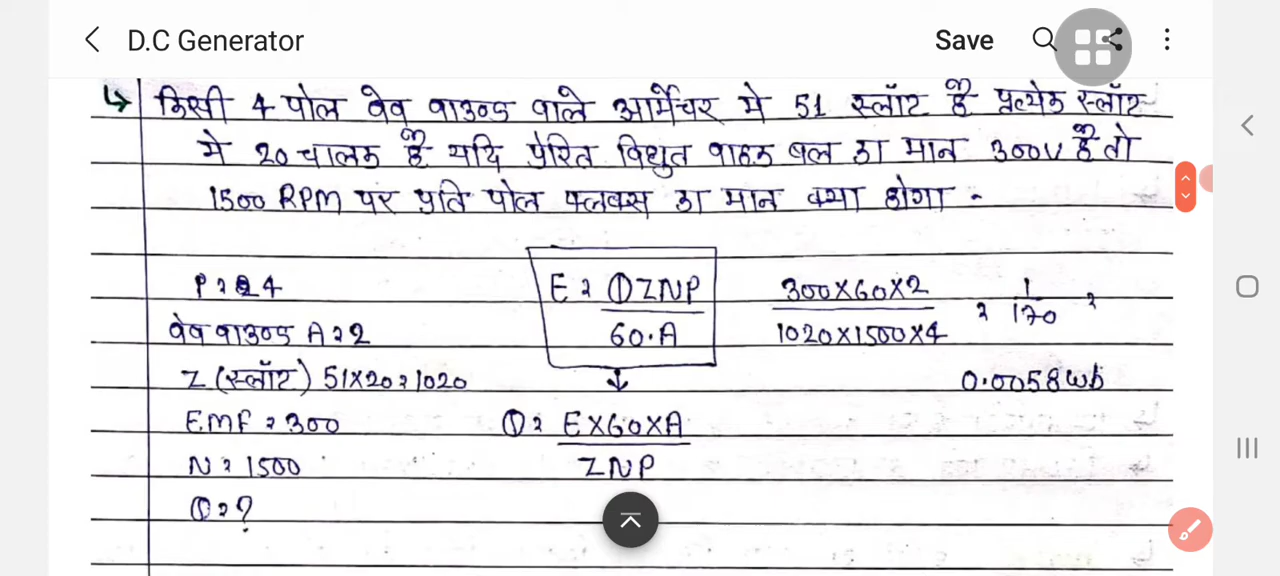 D.C Generator
Save
किसी 4 पोल वेव वाउण्ड वाले आर्मेचर मे 51 स्लॉट है प्रत्येक स्लॉट
मे 20 चालक है यदि प्रेरित विधुत वाहक बल का मान 300V है तो
1500 RPM पर प्रति पोल फ्लक्स का मान क्या होगा -
P = 4
वेव वाउण्ड A = 2
Z (स्लॉट) 51×20 = 1020
EMF = 300
N = 1500
Φ = ?
E = ΦZNP / 60.A
Φ = E×60×A / ZNP
300×60×2 / 1020×1500×4 = 1/170 =
0.0058wb